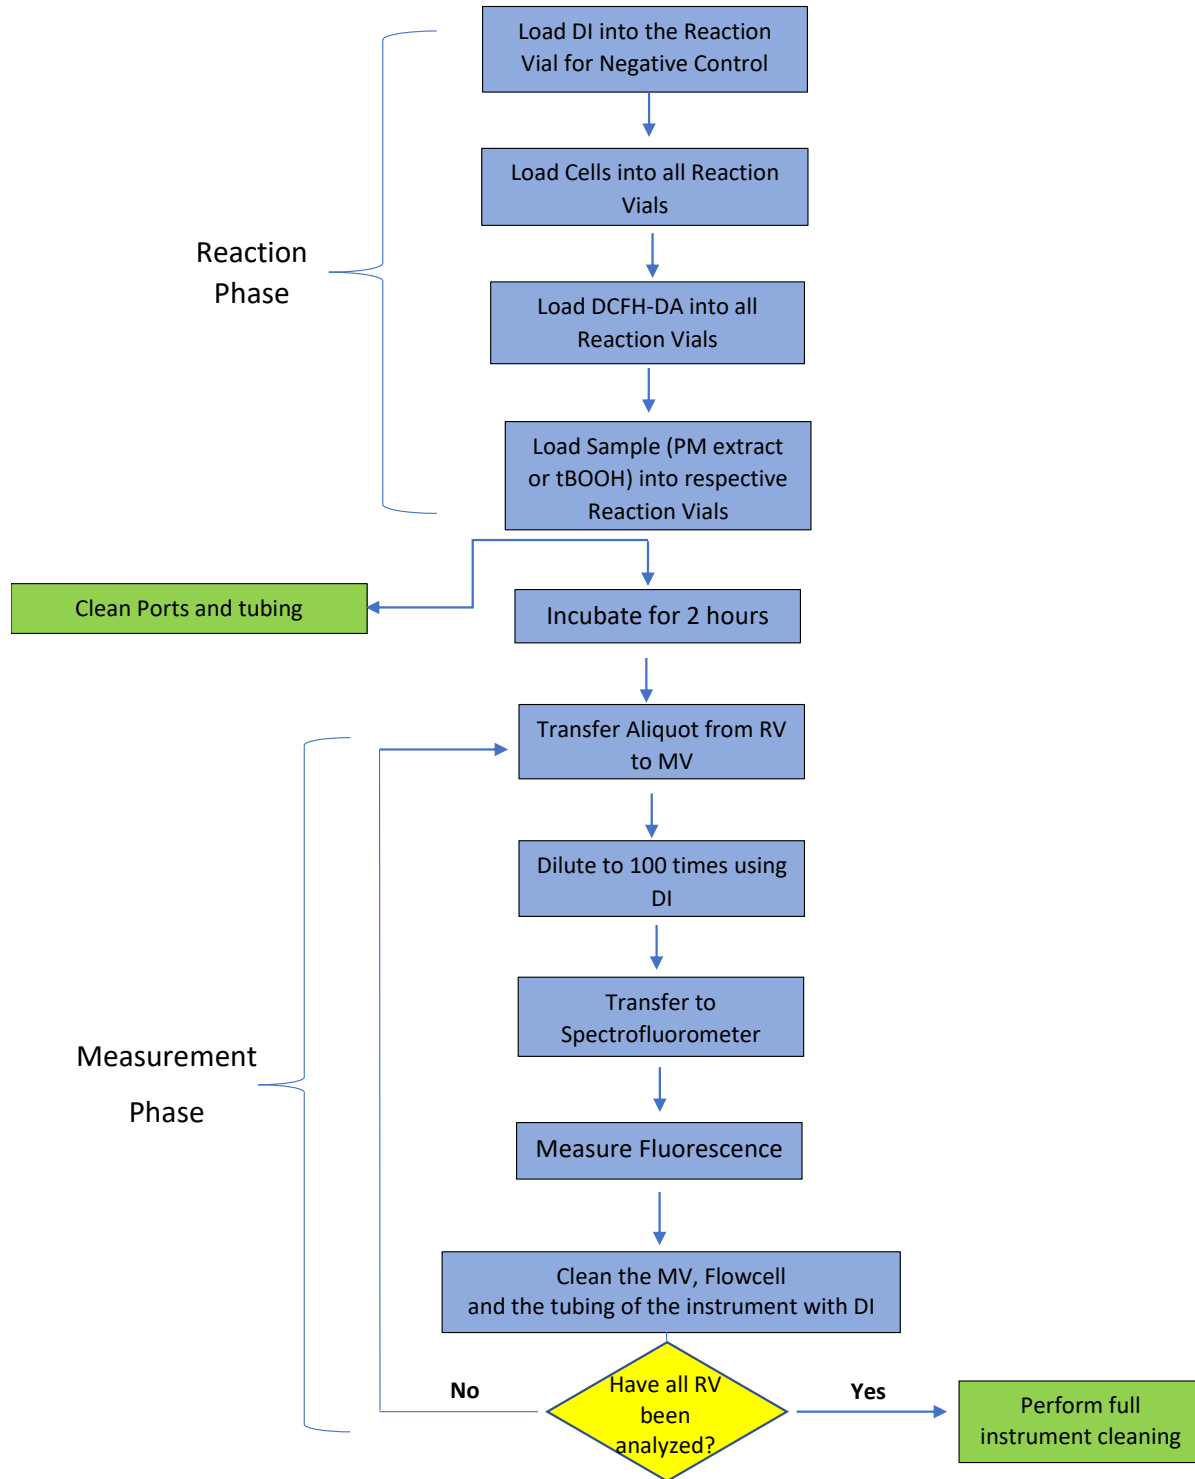 Load DI into the Reaction
Vial for Negative Control
Load Cells into all Reaction
Vials
Reaction
Phase
Load DCFH-DA into all
Reaction Vials
Load Sample (PM extract
or tBOOH) into respective
Reaction Vials
Clean Ports and tubing
Incubate for 2 hours
Transfer Aliquot from RV
to MV
Dilute to 100 times using
DI
Transfer to
Spectrofluorometer
Measurement
Phase
Measure Fluorescence
Clean the MV, Flowcell
and the tubing of the instrument with DI
No
Have all RV
been
analyzed?
Yes
Perform full
instrument cleaning